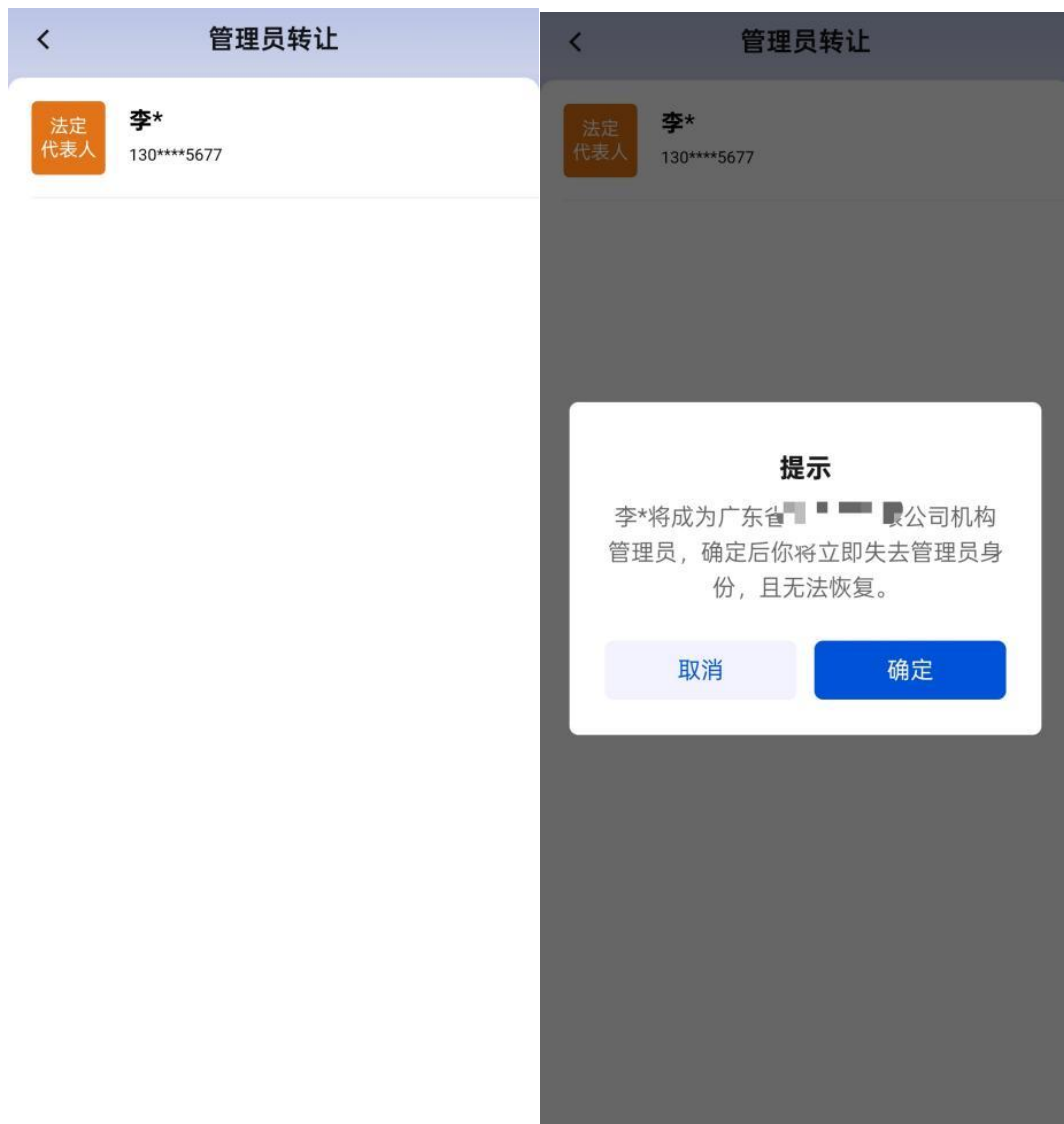 管理员转让
法定
代表人
李*
130****5677
管理员转让
法定
代表人
李*
130****5677
提示
李*将成为广东省公司机构
管理员，确定后你将立即失去管理员身
份，且无法恢复。
取消
确定